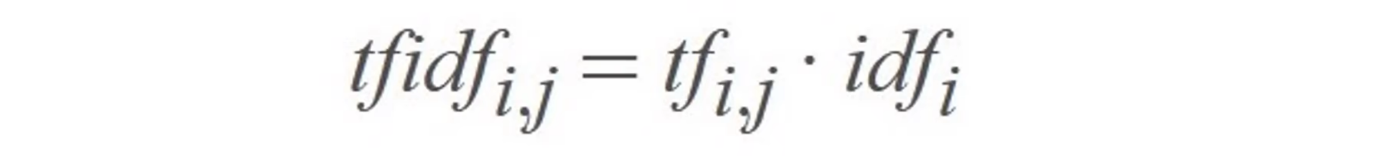 tfidf_{i,j} = tf_{i,j} · idf_i